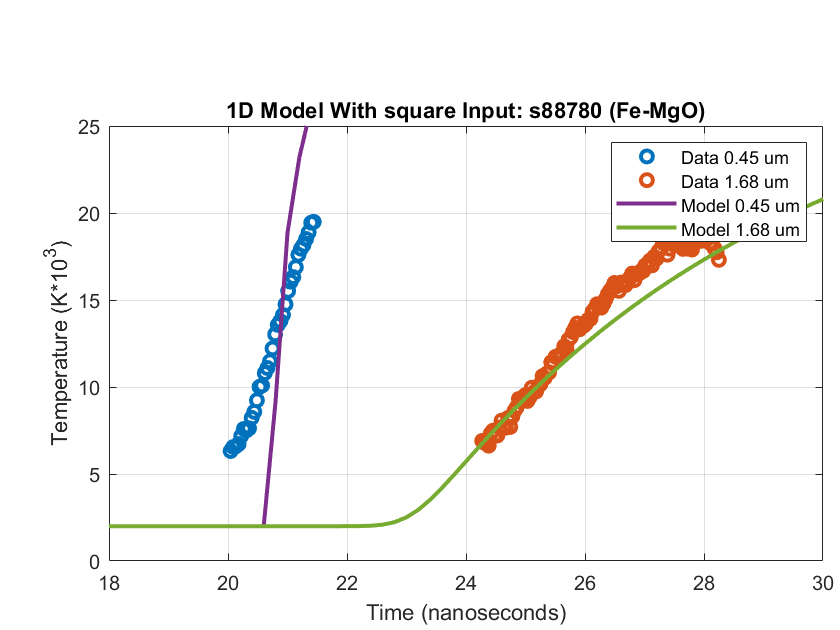 1D Model With square Input: s88780 (Fe-MgO)
25
20
15
10
5
0
Temperature (K*10^3)
18
20
22
24
26
28
30
Time (nanoseconds)
Data 0.45 um
Data 1.68 um
Model 0.45 um
Model 1.68 um